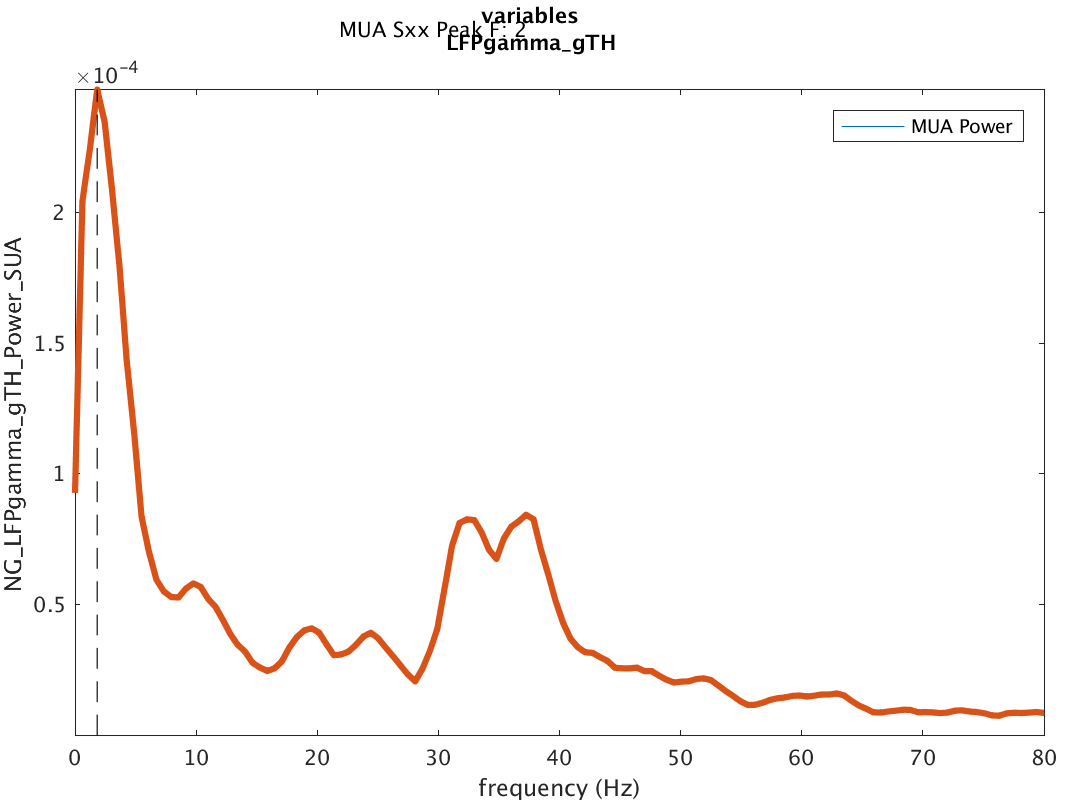 variables
MUA Sxx Peak F: 2
LFPgamma_gTH
×10⁻⁴
MUA Power
2
1.5
1
0.5
NG_LFPgamma_gTH_Power_SUA
0 10 20 30 40 50 60 70 80
frequency (Hz)